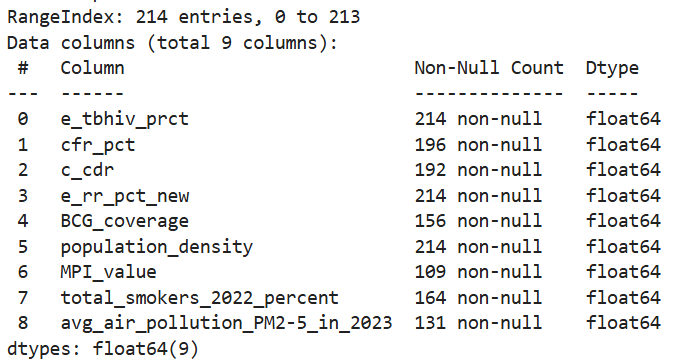 RangeIndex: 214 entries, 0 to 213
Data columns (total 9 columns):
 #   Column                         Non-Null Count  Dtype
---  ------                         --------------  -----
 0   e_tbhiv_prct                   214 non-null    float64
 1   cfr_pct                        196 non-null    float64
 2   c_cdr                          192 non-null    float64
 3   e_rr_pct_new                   214 non-null    float64
 4   BCG_coverage                   156 non-null    float64
 5   population_density             214 non-null    float64
 6   MPI_value                      109 non-null    float64
 7   total_smokers_2022_percent     164 non-null    float64
 8   avg_air_pollution_PM2-5_in_2023  131 non-null    float64
dtypes: float64(9)